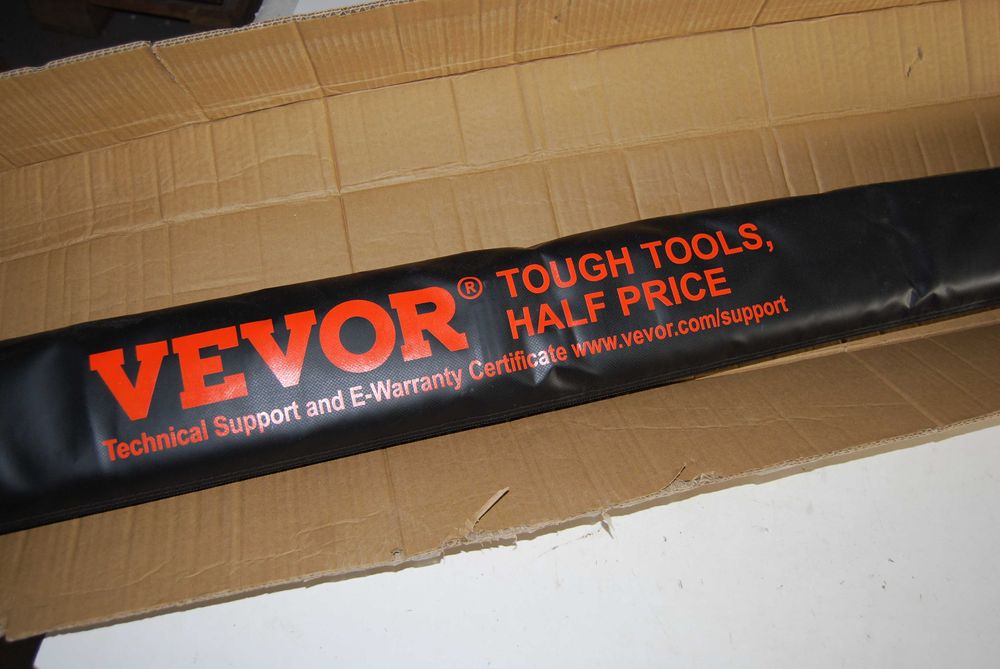 VEVOR®
TOUGH TOOLS,
HALF PRICE
Technical Support and E-Warranty Certificate www.vevor.com/support